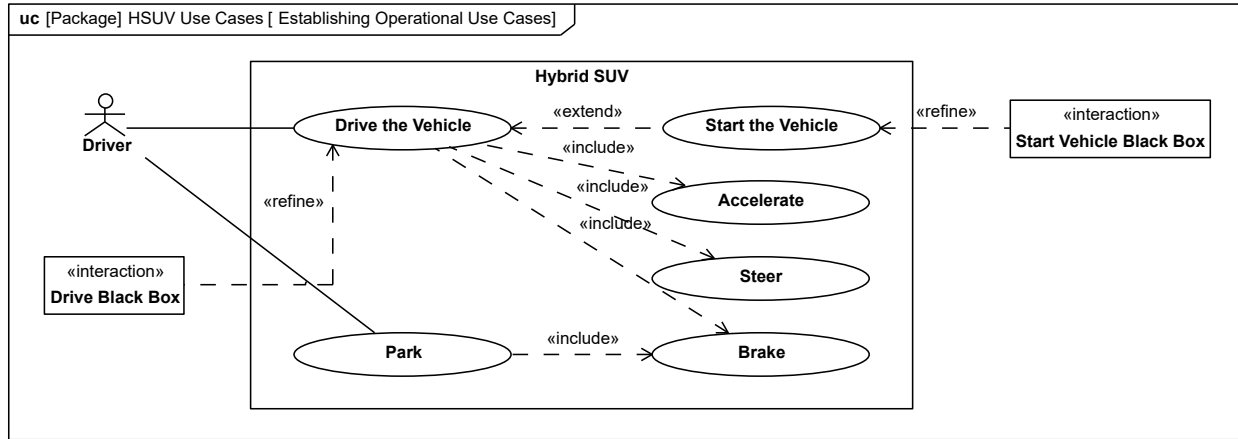 uc [Package] HSUV Use Cases [ Establishing Operational Use Cases]
Hybrid SUV
Driver
Drive the Vehicle
«extend»
Start the Vehicle
«refine»
«interaction»
Start Vehicle Black Box
«include»
Accelerate
«include»
«refine»
«include»
Steer
«interaction»
Drive Black Box
Park
«include»
Brake